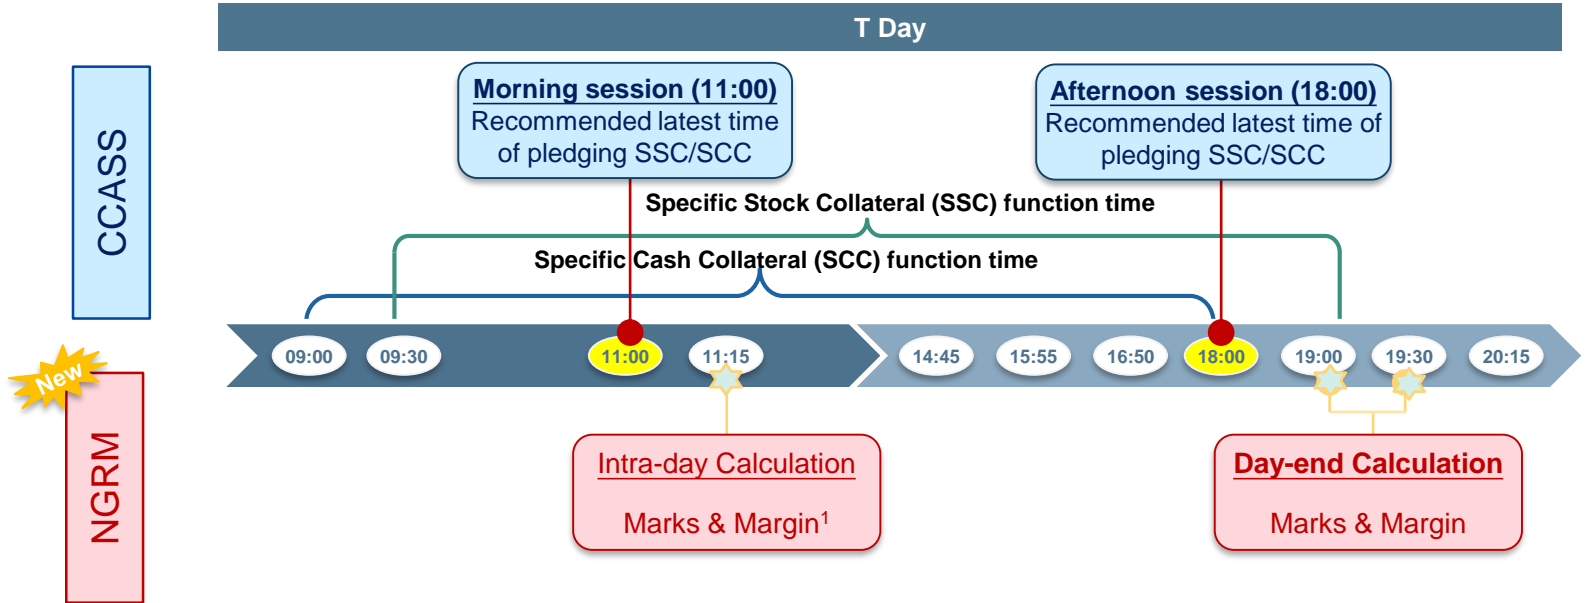 T Day
CCASS
Morning session (11:00)
Recommended latest time
of pledging SSC/SCC
Afternoon session (18:00)
Recommended latest time of
pledging SSC/SCC
Specific Stock Collateral (SSC) function time
Specific Cash Collateral (SCC) function time
09:00
09:30
11:00
11:15
14:45
15:55
16:50
18:00
19:00
19:30
20:15
New
NGRM
Intra-day Calculation
Marks & Margin¹
Day-end Calculation
Marks & Margin